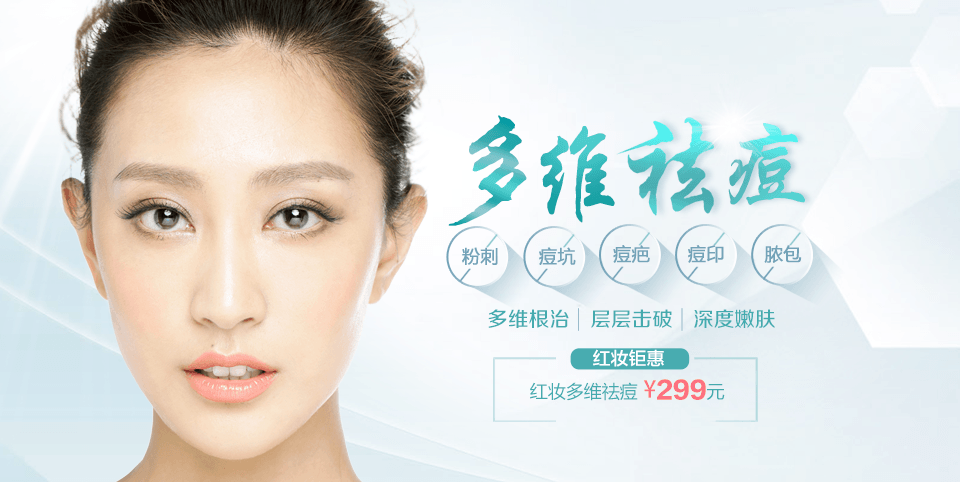 多维祛痘
粉刺 痘坑 痘疤 痘印 脓包
多维根治 | 层层击破 | 深度嫩肤
红妆钜惠
红妆多维祛痘 ¥299元